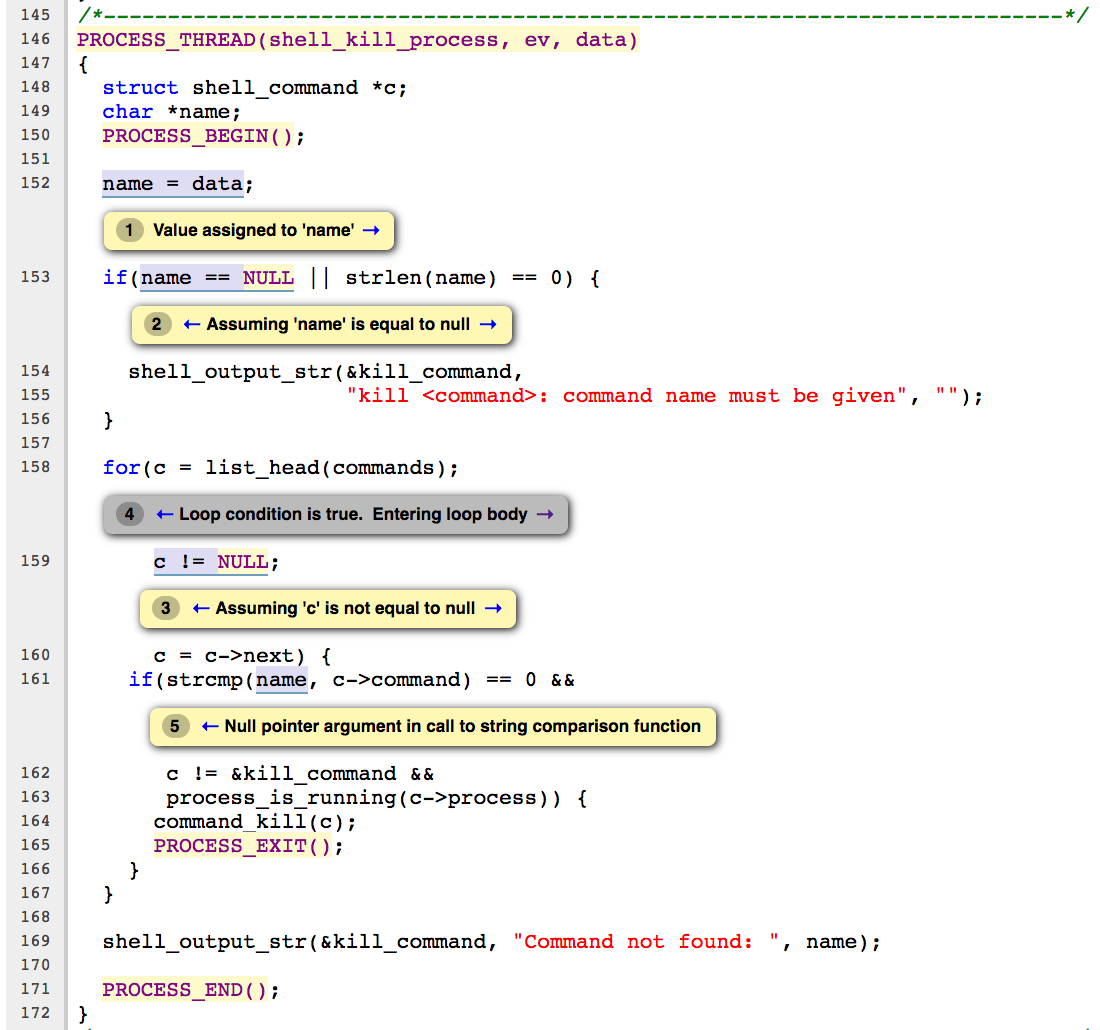 145 /*---------------------------------------------------------------------------*/
146 PROCESS_THREAD(shell_kill_process, ev, data)
147 {
148   struct shell_command *c;
149   char *name;
150   PROCESS_BEGIN();
151
152   name = data;
1 Value assigned to 'name' →
153   if(name == NULL || strlen(name) == 0) {
2 ← Assuming 'name' is equal to null →
154     shell_output_str(&kill_command,
155                      "kill <command>: command name must be given", "");
156   }
157
158   for(c = list_head(commands);
4 ← Loop condition is true.  Entering loop body →
159       c != NULL;
3 ← Assuming 'c' is not equal to null →
160       c = c->next) {
161     if(strcmp(name, c->command) == 0 &&
5 ← Null pointer argument in call to string comparison function
162        c != &kill_command &&
163        process_is_running(c->process)) {
164       command_kill(c);
165       PROCESS_EXIT();
166     }
167   }
168
169   shell_output_str(&kill_command, "Command not found: ", name);
170
171   PROCESS_END();
172 }